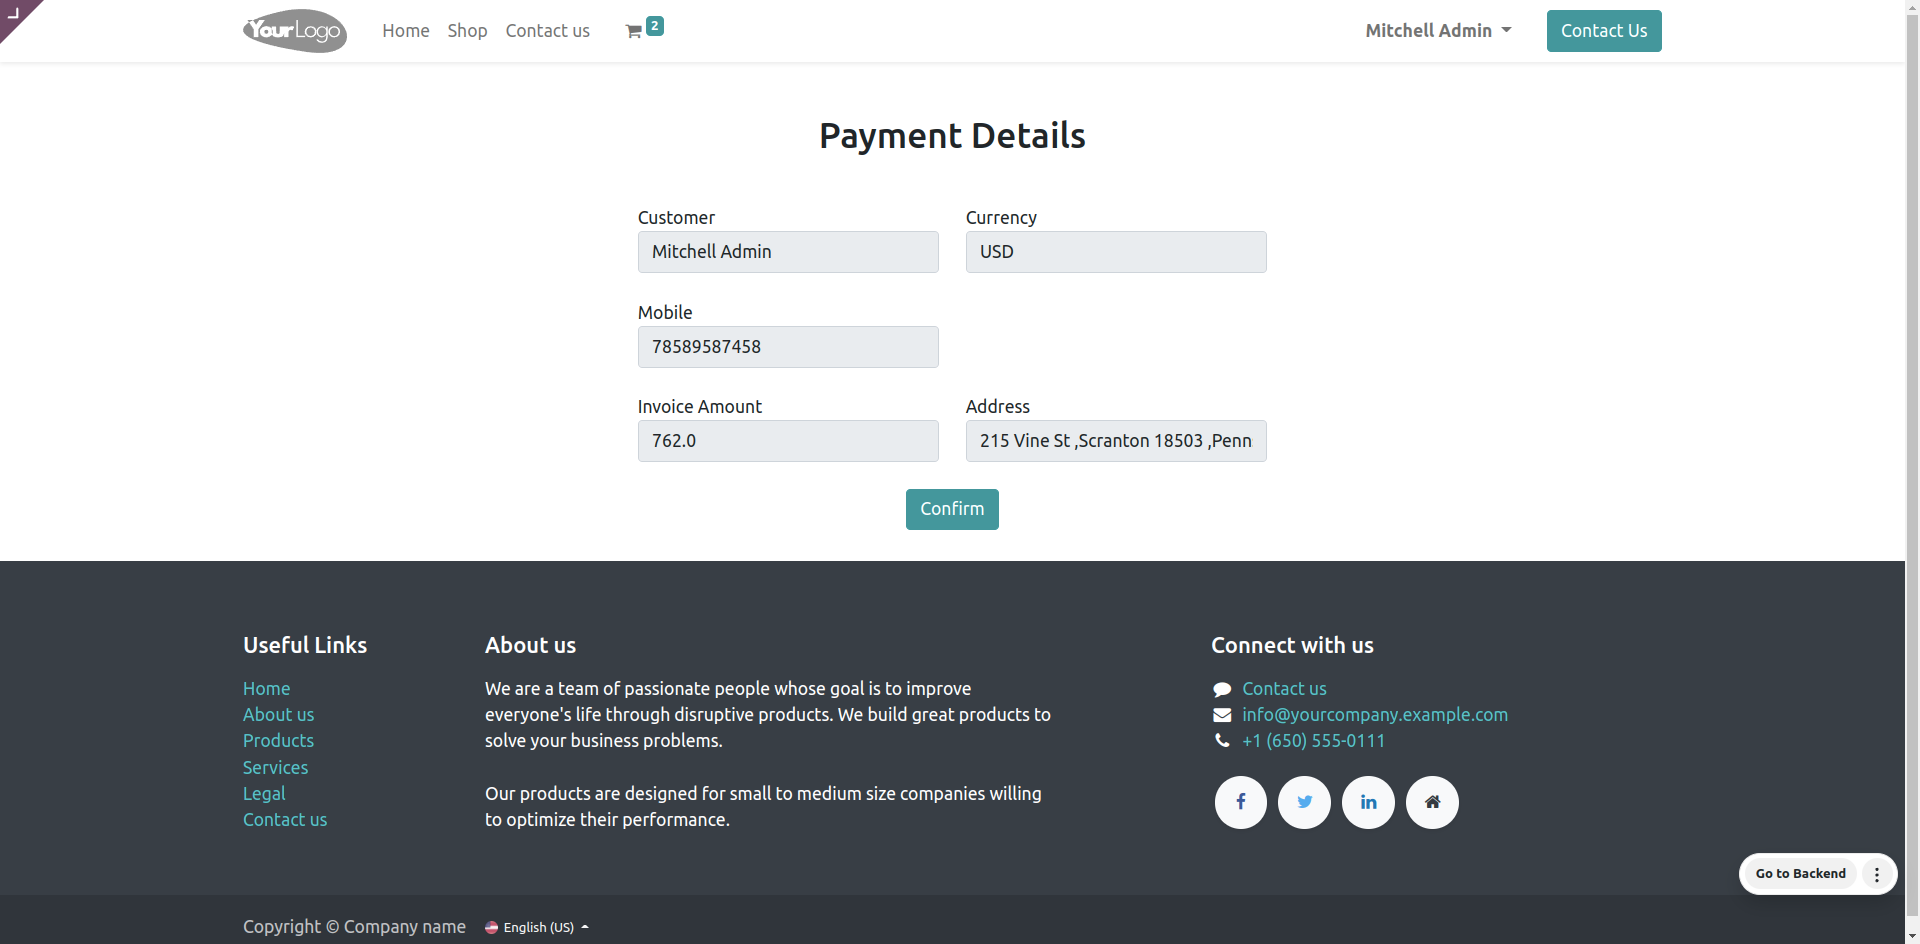 YourLogo
Home
Shop
Contact us
2
Mitchell Admin
Contact Us
Payment Details
Customer
Currency
Mitchell Admin
USD
Mobile
78589587458
Invoice Amount
Address
762.0
215 Vine St ,Scranton 18503 ,Penn
Confirm
Useful Links
Home
About us
Products
Services
Legal
Contact us
About us
We are a team of passionate people whose goal is to improve
everyone's life through disruptive products. We build great products to
solve your business problems.
Our products are designed for small to medium size companies willing
to optimize their performance.
Connect with us
Contact us
info@yourcompany.example.com
+1 (650) 555-0111
Go to Backend
Copyright © Company name
English (US)